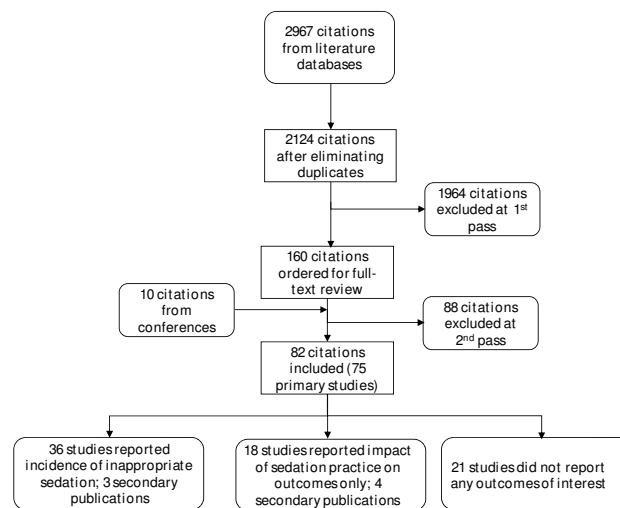 2967 citations
from literature
databases
2124 citations
after eliminating
duplicates
1964 citations
excluded at 1st
pass
160 citations
ordered for full-
text review
10 citations
from
conferences
88 citations
excluded at
2nd pass
82 citations
included (75
primary studies)
36 studies reported
incidence of inappropriate
sedation; 3 secondary
publications
18 studies reported impact
of sedation practice on
outcomes only; 4
secondary publications
21 studies did not report
any outcomes of interest